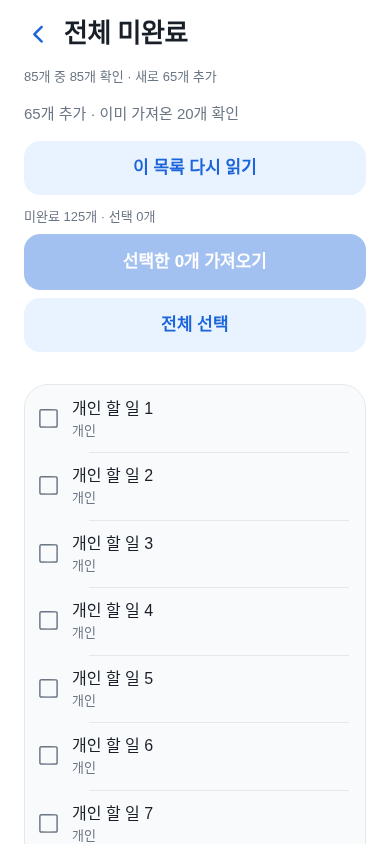 전체 미완료
85개 중 85개 확인 · 새로 65개 추가
65개 추가 · 이미 가져온 20개 확인
이 목록 다시 읽기
미완료 125개 · 선택 0개
선택한 0개 가져오기
전체 선택
개인 할 일 1
개인
개인 할 일 2
개인
개인 할 일 3
개인
개인 할 일 4
개인
개인 할 일 5
개인
개인 할 일 6
개인
개인 할 일 7
개인